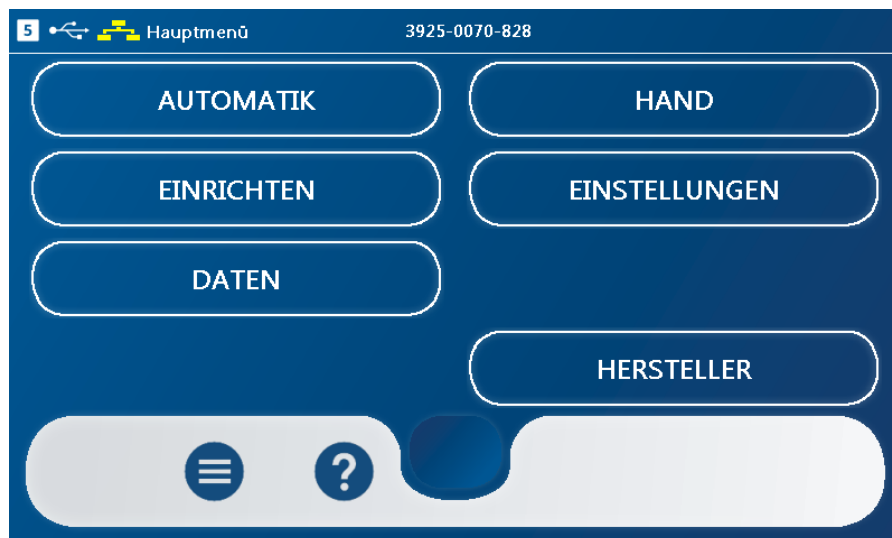 5 Hauptmenü 3925-0070-828
AUTOMATIK HAND
EINRICHTEN EINSTELLUNGEN
DATEN
HERSTELLER
?